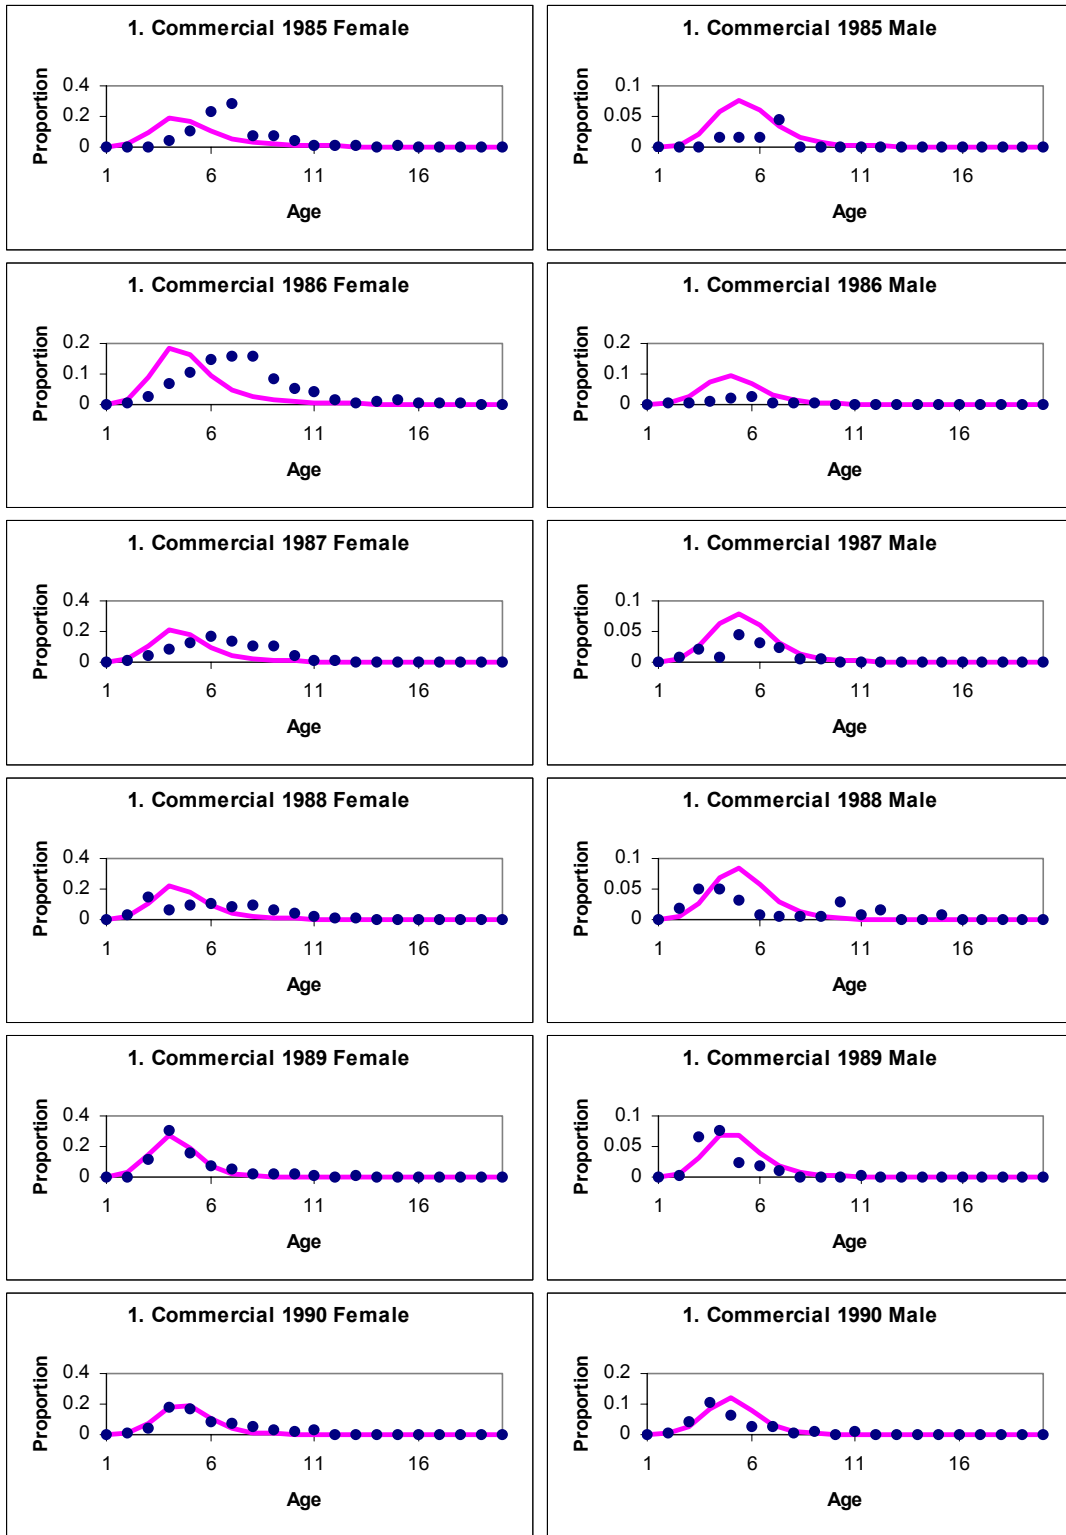 1. Commercial 1985 Female
0.4
0.2
0
Proportion
1 6 11 16
Age
1. Commercial 1985 Male
0.1
0.05
0
Proportion
1 6 11 16
Age
1. Commercial 1986 Female
0.2
0.1
0
Proportion
1 6 11 16
Age
1. Commercial 1986 Male
0.2
0.1
0
Proportion
1 6 11 16
Age
1. Commercial 1987 Female
0.4
0.2
0
Proportion
1 6 11 16
Age
1. Commercial 1987 Male
0.1
0.05
0
Proportion
1 6 11 16
Age
1. Commercial 1988 Female
0.4
0.2
0
Proportion
1 6 11 16
Age
1. Commercial 1988 Male
0.1
0.05
0
Proportion
1 6 11 16
Age
1. Commercial 1989 Female
0.4
0.2
0
Proportion
1 6 11 16
Age
1. Commercial 1989 Male
0.1
0.05
0
Proportion
1 6 11 16
Age
1. Commercial 1990 Female
0.4
0.2
0
Proportion
1 6 11 16
Age
1. Commercial 1990 Male
0.2
0.1
0
Proportion
1 6 11 16
Age